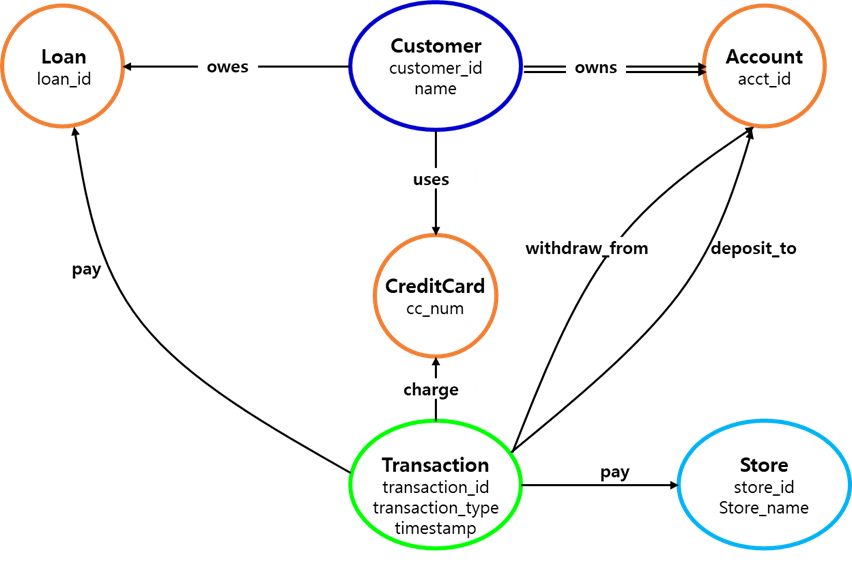 Loan
loan_id
owes
Customer
customer_id
name
owns
Account
acct_id
uses
pay
withdraw_from
deposit_to
CreditCard
cc_num
charge
Transaction
transaction_id
transaction_type
timestamp
pay
Store
store_id
Store_name